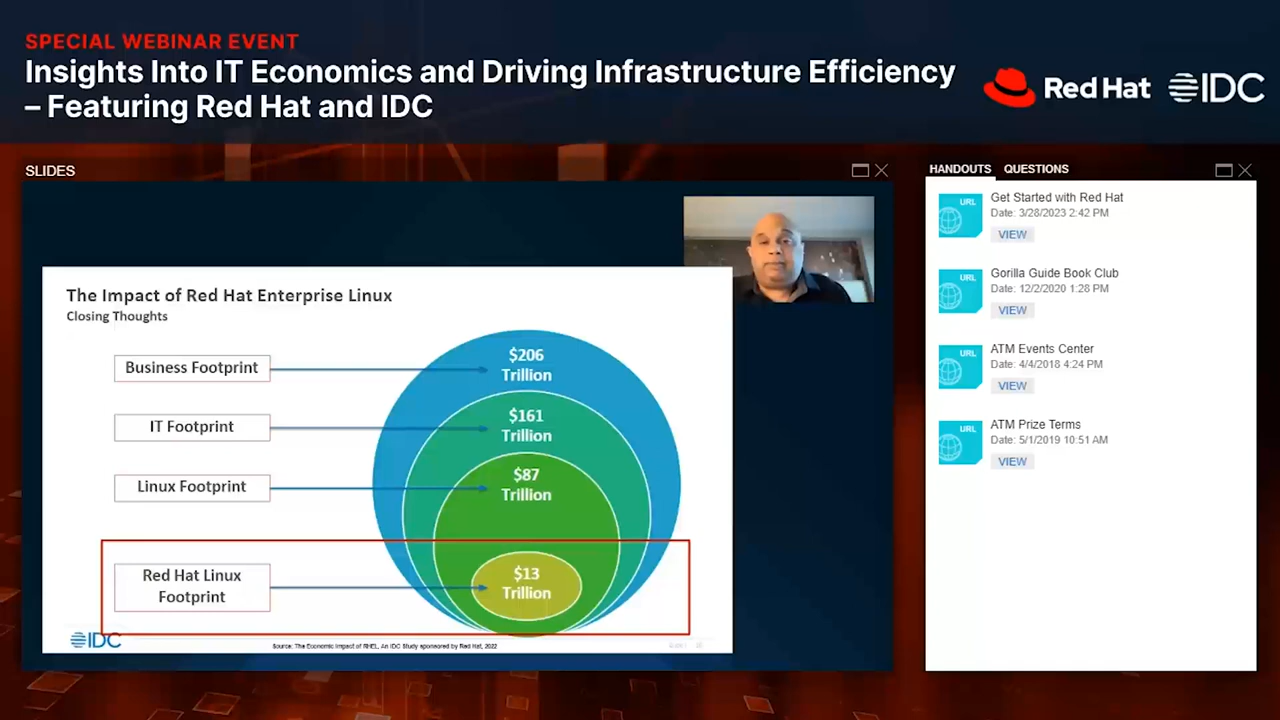 SPECIAL WEBINAR EVENT
Insights Into IT Economics and Driving Infrastructure Efficiency
– Featuring Red Hat and IDC
Red Hat
IDC
SLIDES
The Impact of Red Hat Enterprise Linux
Closing Thoughts
Business Footprint
$206
Trillion
IT Footprint
$161
Trillion
Linux Footprint
$87
Trillion
Red Hat Linux
Footprint
$13
Trillion
IDC
Source: The Economic Impact of RHEL, An IDC Study sponsored by Red Hat, 2022
HANDOUTS QUESTIONS
URL
Get Started with Red Hat
Date: 3/28/2023 2:42 PM
VIEW
URL
Gorilla Guide Book Club
Date: 12/2/2020 1:28 PM
VIEW
URL
ATM Events Center
Date: 4/4/2018 4:24 PM
VIEW
URL
ATM Prize Terms
Date: 5/1/2019 10:51 AM
VIEW